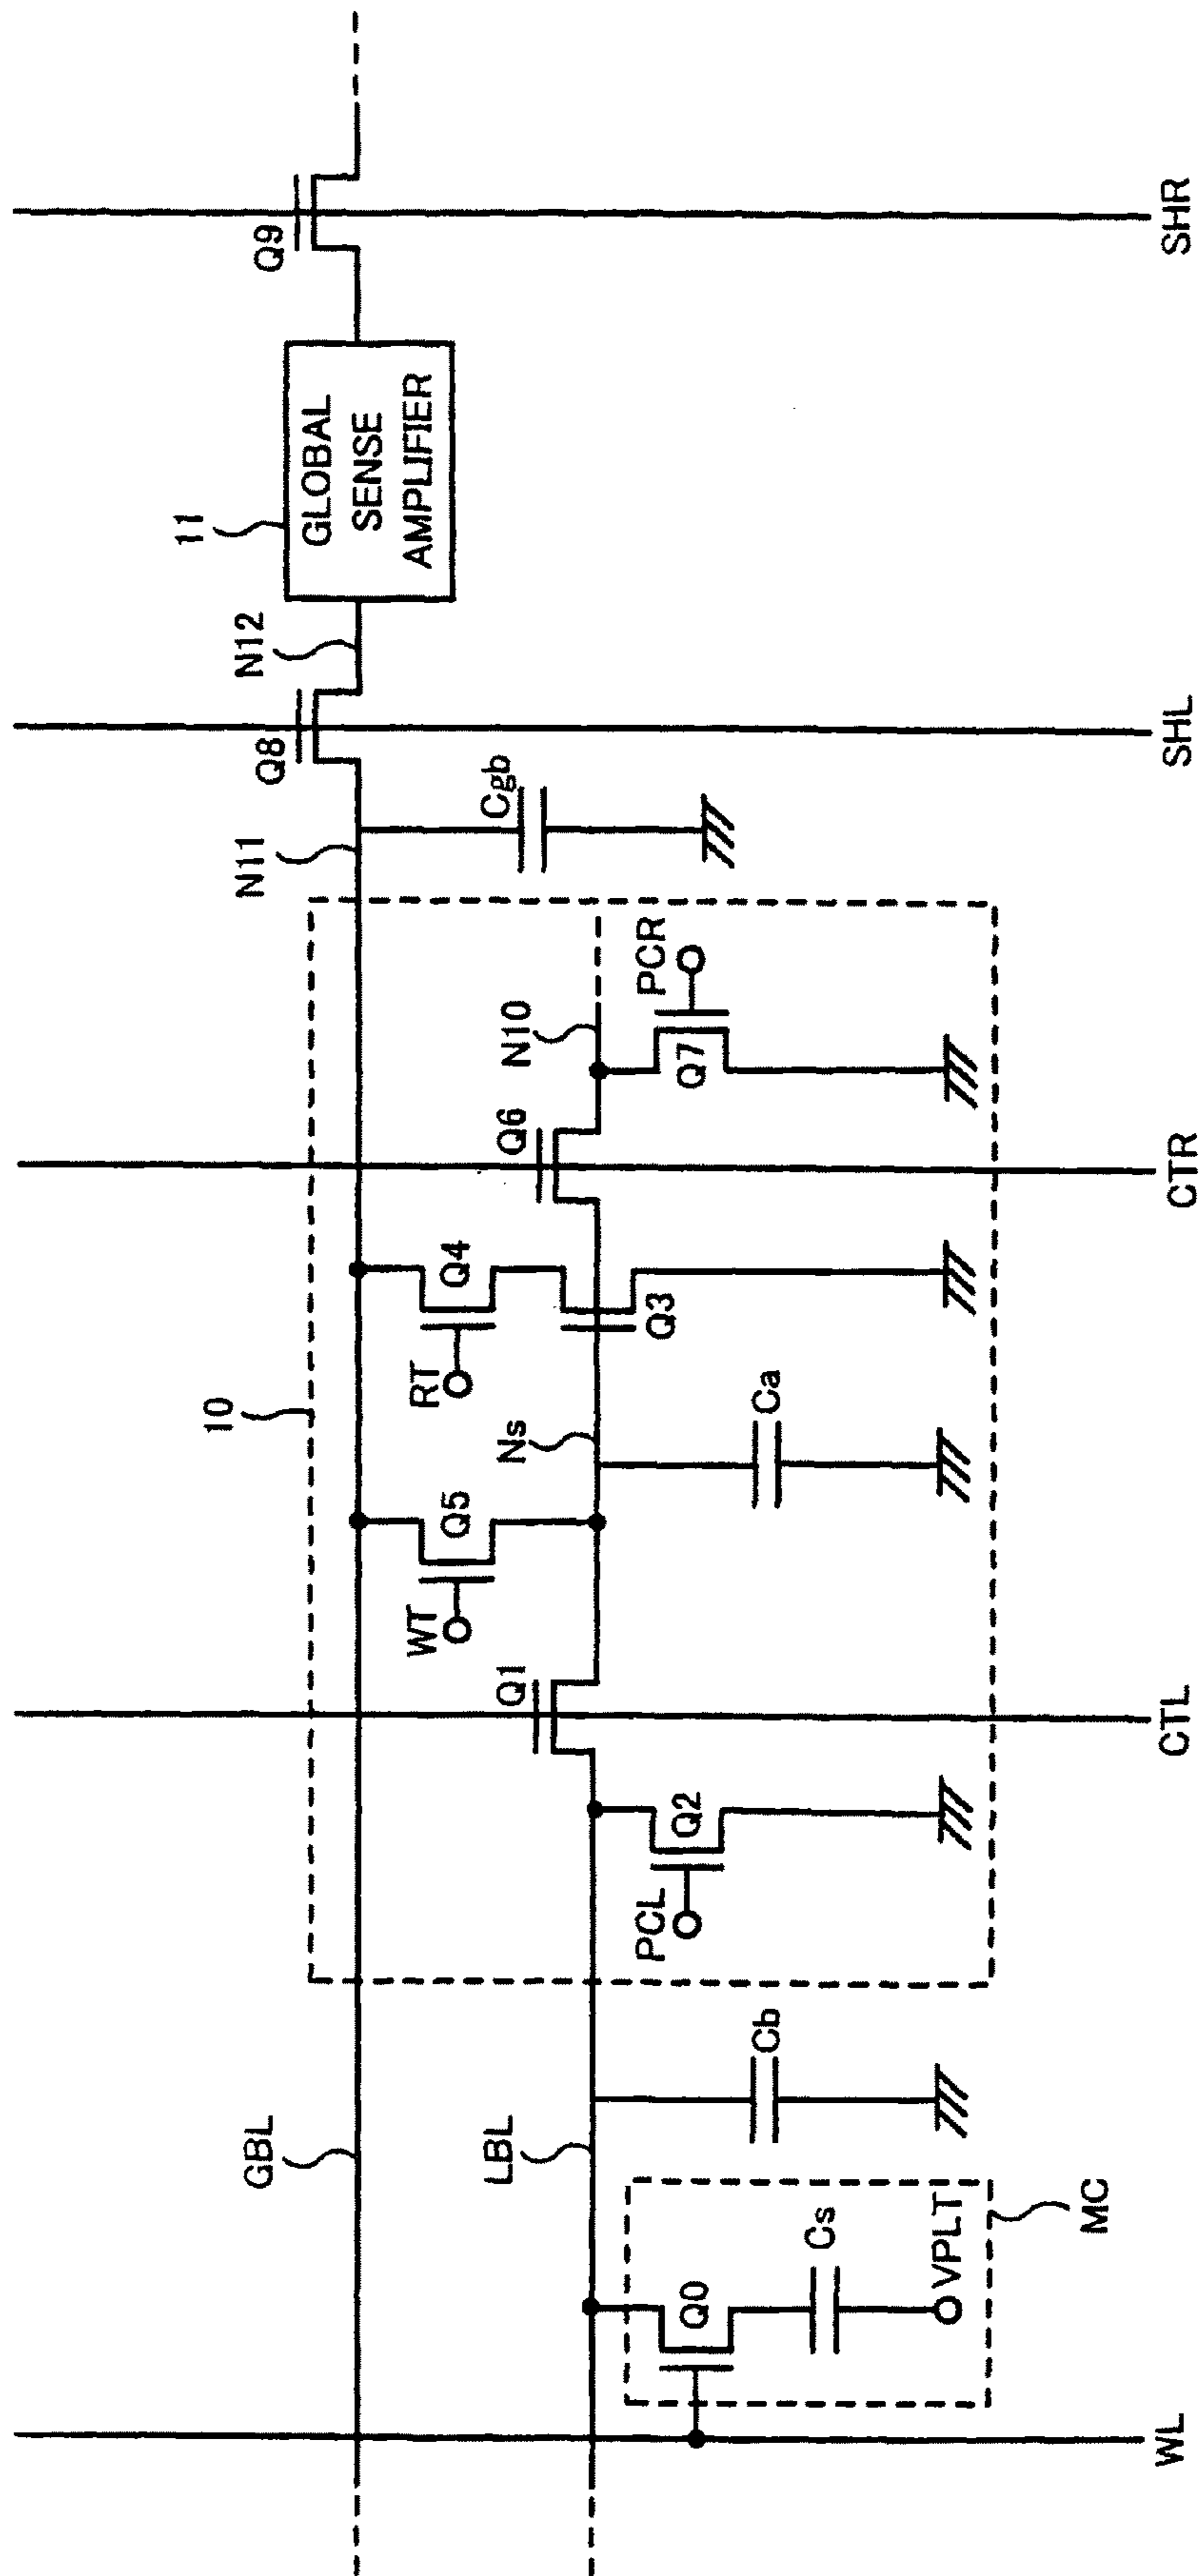 Q9
11
GLOBAL
SENSE
AMPLIFIER
N12
Q8
N11
Cgb
10
PCR
N10
Q7
Q6
Q4
RT
Q3
Ns
Ca
Q5
WT
Q1
Q2
PCL
GBL
LBL
Cb
Q0
Cs
VPLT
MC
WL
CTL
CTR
SHL
SHR